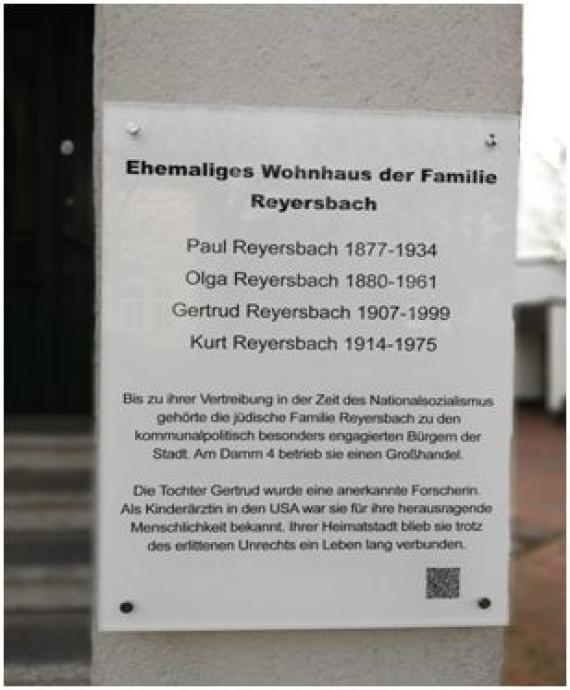 Ehemaliges Wohnhaus der Familie
Reyersbach
Paul Reyersbach 1877-1934
Olga Reyersbach 1880-1961
Gertrud Reyersbach 1907-1999
Kurt Reyersbach 1914-1975
Bis zu ihrer Vertreibung in der Zeit des Nationalsozialismus
gehörte die jüdische Familie Reyersbach zu den
kommunalpolitisch besonders engagierten Bürgern der
Stadt. Am Damm 4 betrieb sie einen Großhandel.
Die Tochter Gertrud wurde eine anerkannte Forscherin.
Als Kinderärztin in den USA war sie für ihre herausragende
Menschlichkeit bekannt. Ihrer Heimatstadt blieb sie trotz
des erlittenen Unrechts ein Leben lang verbunden.